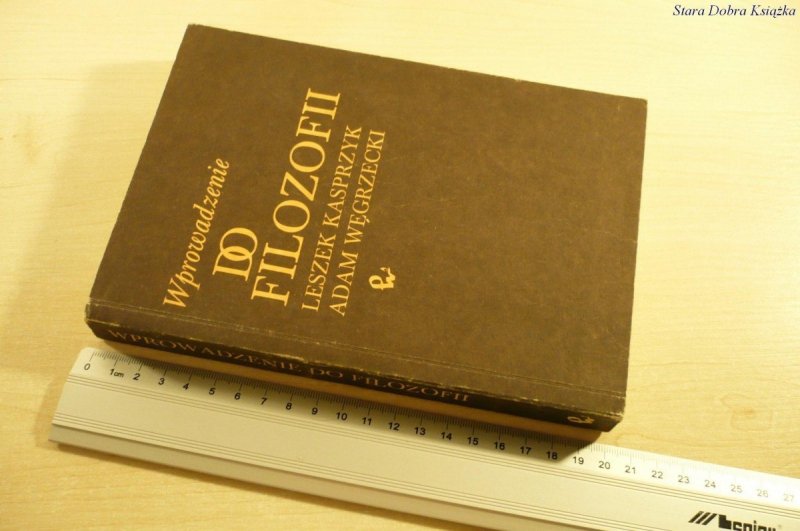 Stara Dobra Książka
Wprowadzenie
DO
FILOZOFII
LESZEK KASPRZYK
ADAM WĘGRZECKI
WPROWADZENIE DO FILOZOFII
0 1cm 2 3 4 5 6 7 8 9 10 11 12 13 14 15 16 17 18 19 20 21 22 23 24 25 26 27